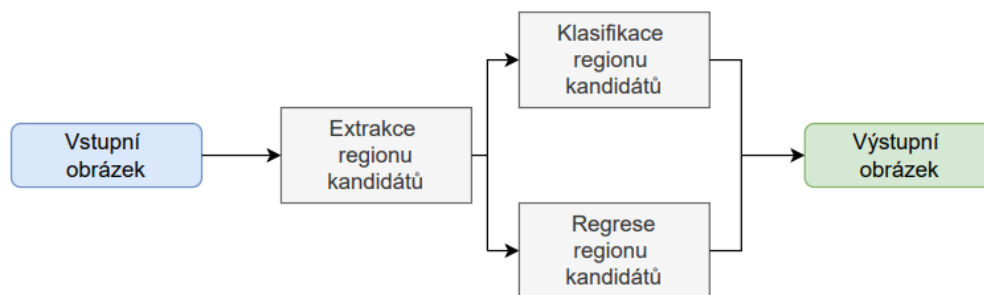 Vstupní
obrázek
Extrakce
regionu
kandidátů
Klasifikace
regionu
kandidátů
Regrese
regionu
kandidátů
Výstupní
obrázek